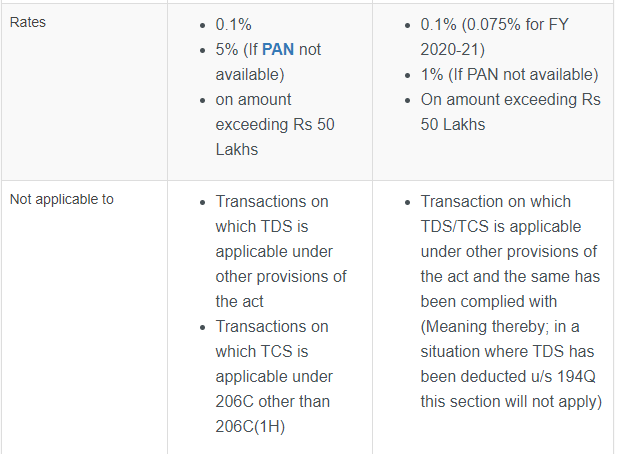 Rates
• 0.1%
• 5% (If PAN not
available)
• on amount
exceeding Rs 50
Lakhs
• 0.1% (0.075% for FY
2020-21)
• 1% (If PAN not available)
• On amount exceeding Rs
50 Lakhs
Not applicable to
• Transactions on
which TDS is
applicable under
other provisions of
the act
• Transactions on
which TCS is
applicable under
206C other than
206C(1H)
• Transaction on which
TDS/TCS is applicable
under other provisions of
the act and the same has
been complied with
(Meaning thereby; in a
situation where TDS has
been deducted u/s 194Q
this section will not apply)